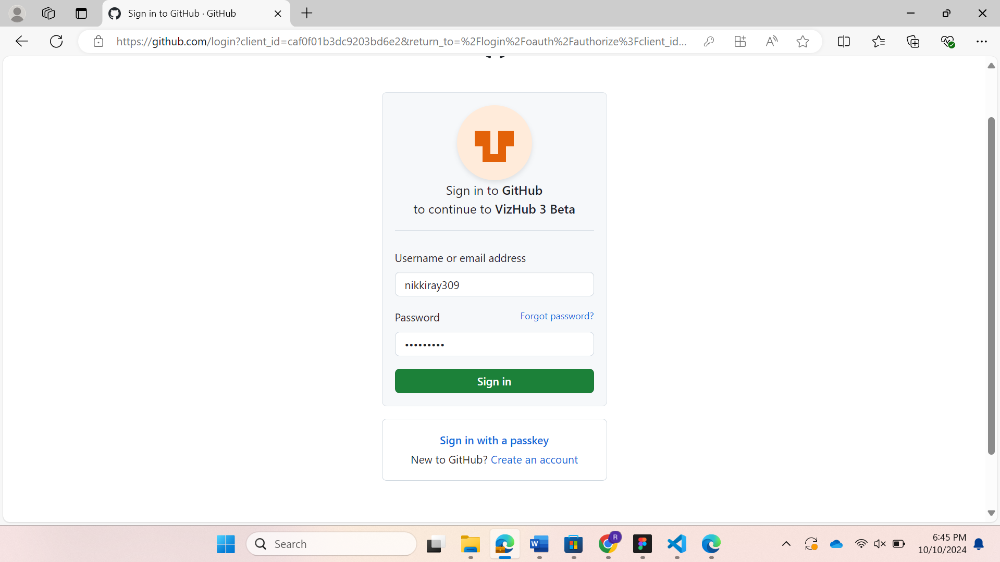 Sign in to GitHub · GitHub
https://github.com/login?client_id=caf0f01b3dc9203bd6e2&return_to=%2Flogin%2Foauth%2Fauthorize%3Fclient_id...
Sign in to GitHub
to continue to VizHub 3 Beta
Username or email address
nikkiray309
Password
Forgot password?
•••••••••
Sign in
Sign in with a passkey
New to GitHub? Create an account
Search
W
R
6:45 PM
10/10/2024